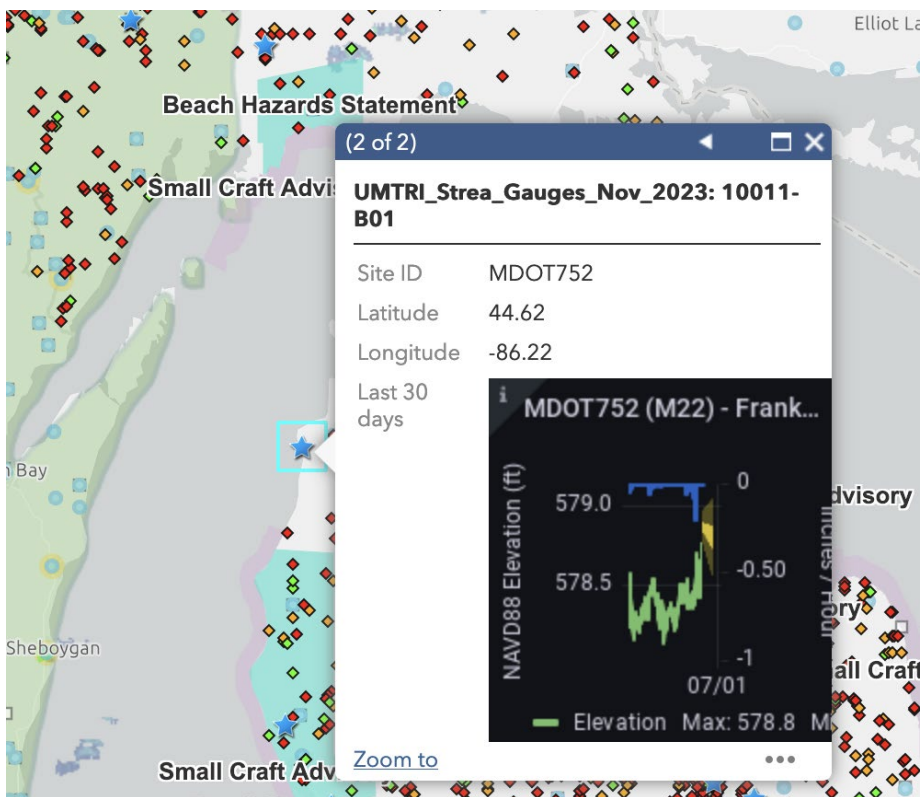 Elliot La
Beach Hazards Statement
(2 of 2)
Small Craft Advis
UMTRI_Strea_Gauges_Nov_2023: 10011-
B01
Site ID MDOT752
Latitude 44.62
Longitude -86.22
Last 30
days
i
MDOT752 (M22) - Frank...
NAVD88 Elevation (ft)
579.0
578.5
0
-0.50
-1
Inches / Hour
07/01
Elevation Max: 578.8 M
Bay
dvisory
ory
Sheboygan
all Craft
Small Craft Adv
Zoom to